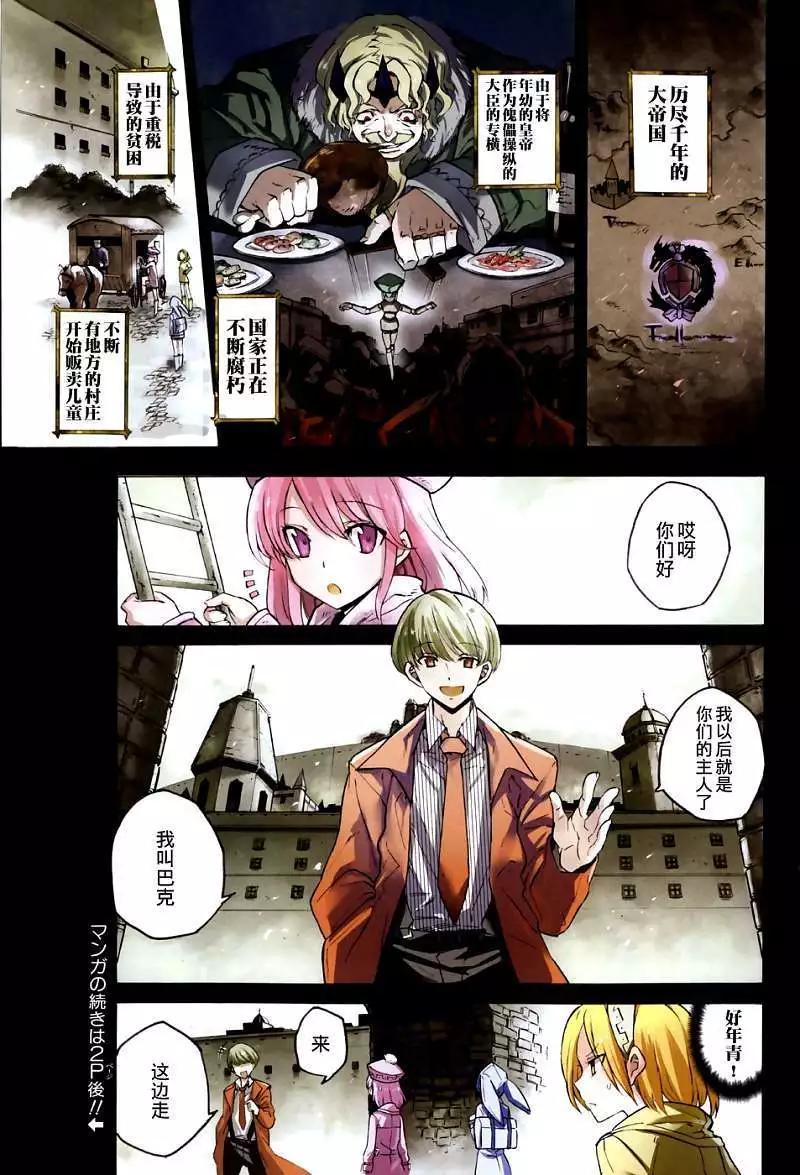 历尽千年的
大帝国
由于将
年幼的皇帝
作为傀儡操纵的
大臣的专横
国家正在
不断腐朽
由于重税
导致的贫困
不断
有地方的村庄
开始贩卖儿童
哎呀
你们好
我以后就是
你们的主人了
我叫巴克
好年青！
来
这边走
マンガの続きは2P後!!